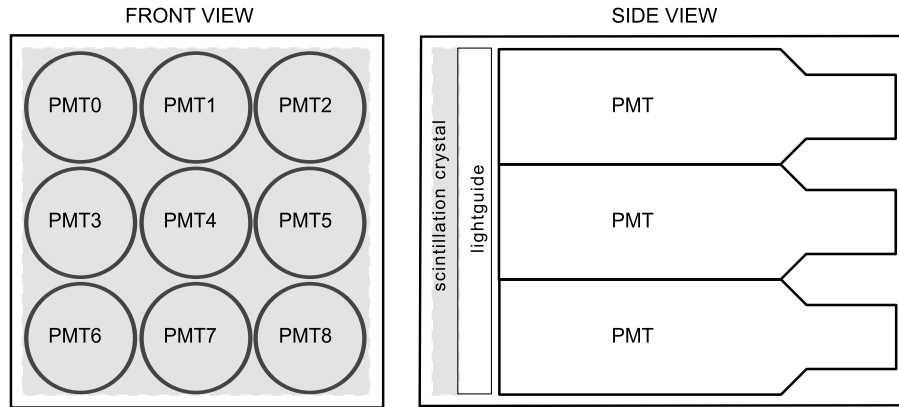 FRONT VIEW
PMT0 PMT1 PMT2
PMT3 PMT4 PMT5
PMT6 PMT7 PMT8
SIDE VIEW
scintillation crystal
lightguide
PMT
PMT
PMT